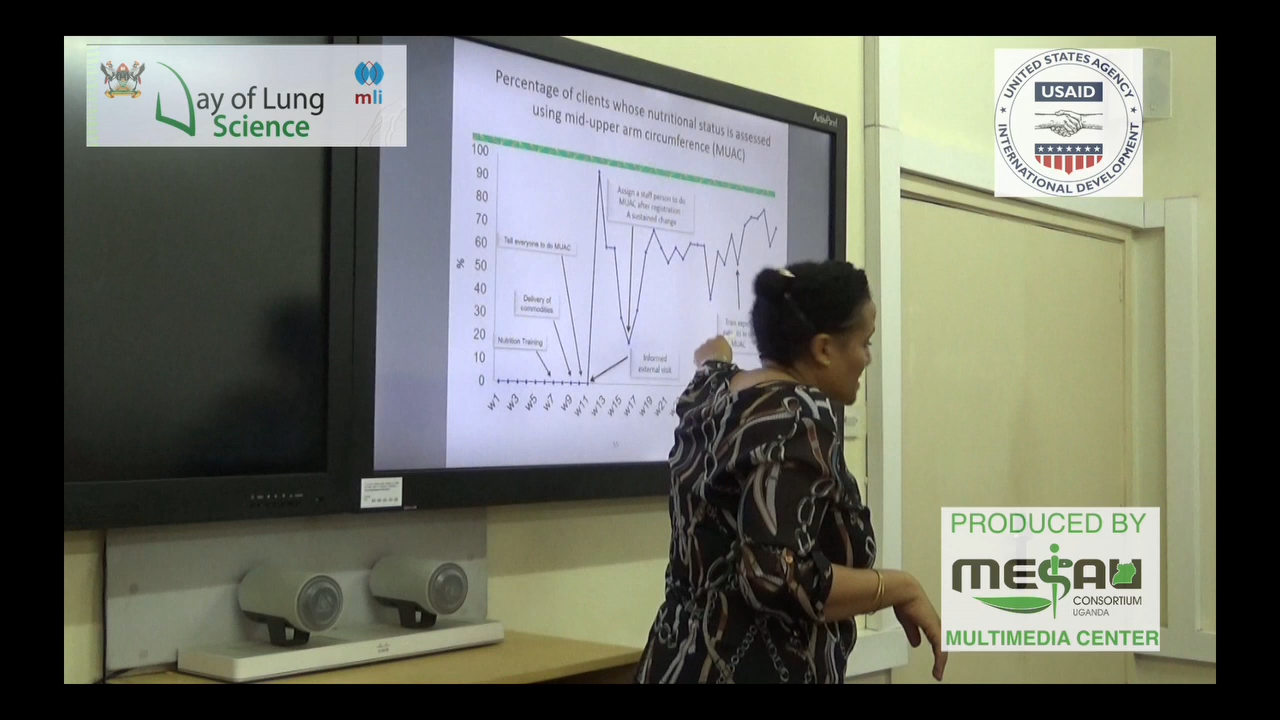 Day of Lung
Science
mli
UNITED STATES AGENCY
USAID
INTERNATIONAL DEVELOPMENT
ActivPanel
Percentage of clients whose nutritional status is assessed
using mid-upper arm circumference (MUAC)
100
90
80
70
60
50
40
30
20
10
0
%
Assign a staff person to do
MUAC after registration
A sustained change
Tell everyone to do MUAC
Delivery of
commodities
Nutrition Training
Informed
external visit
Train
MUAC
w1
w3
w5
w7
w9
w11
w13
w15
w17
w19
w21
PRODUCED BY
MESAU
CONSORTIUM
UGANDA
MULTIMEDIA CENTER